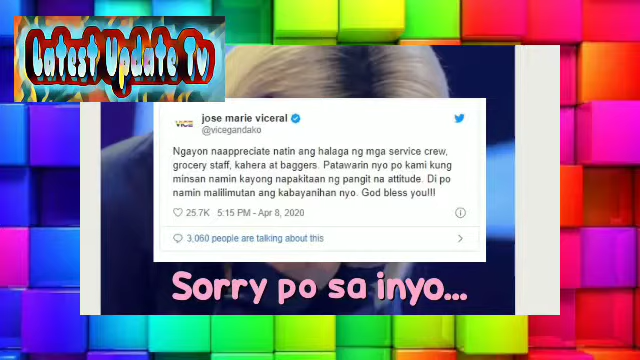 Latest Update Tv
jose marie viceral
@vicegandako
VICE
Ngayon naappreciate natin ang halaga ng mga service crew,
grocery staff, kahera at baggers. Patawarin nyo po kami kung
minsan namin kayong napakitaan ng pangit na attitude. Di po
namin malilimutan ang kabayanihan nyo. God bless you!!!
25.7K 5:15 PM - Apr 8, 2020
3,060 people are talking about this
Sorry po sa inyo...